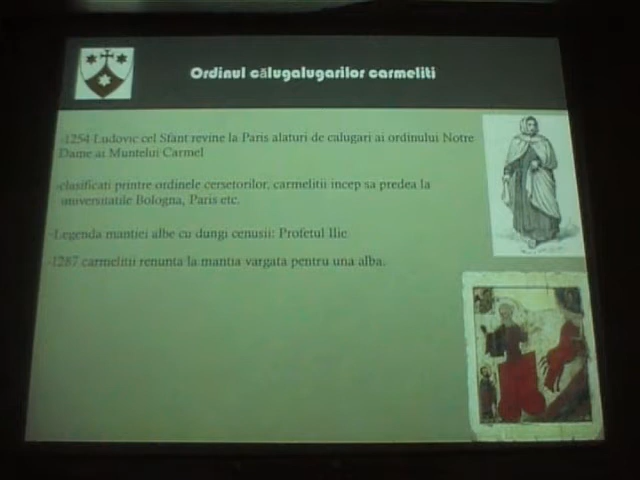 Ordinul călugalugarilor carmeliti
-1254 Ludovic cel Sfant revine la Paris alaturi de calugari ai ordinului Notre
Dame al Muntelui Carmel
-clasificati printre ordinele cersetorilor, carmelitii incep sa predea la
universitatile Bologna, Paris etc.
-Legenda mantiei albe cu dungi cenusii: Profetul Ilie
-1287 carmelitii renunta la mantia vargata pentru una alba.